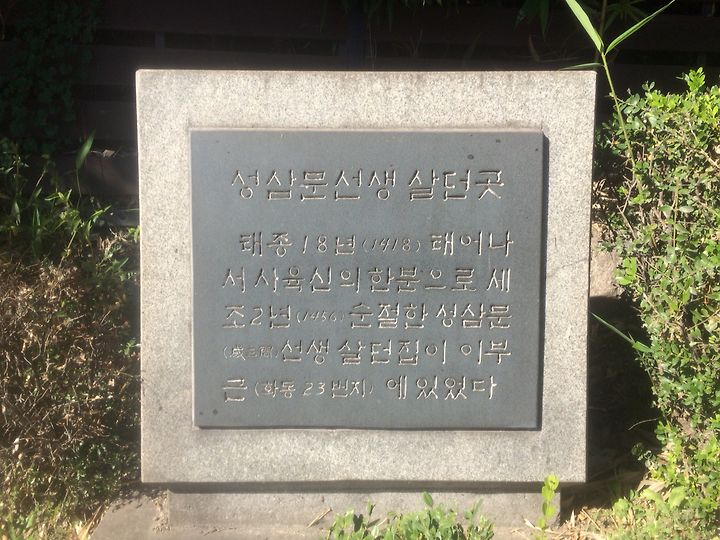 성삼문선생 살던곳
태종 18년(1418) 태어나
서 사육신의 한분으로 세
조2년(1456)순절한 성삼문
(成三問)선생 살던집이 이부
근(화동 23번지)에 있었다